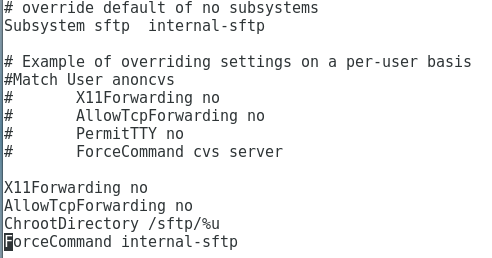 # override default of no subsystems
Subsystem sftp  internal-sftp
# Example of overriding settings on a per-user basis
#Match User anoncvs
#       X11Forwarding no
#       AllowTcpForwarding no
#       PermitTTY no
#       ForceCommand cvs server
X11Forwarding no
AllowTcpForwarding no
ChrootDirectory /sftp/%u
ForceCommand internal-sftp